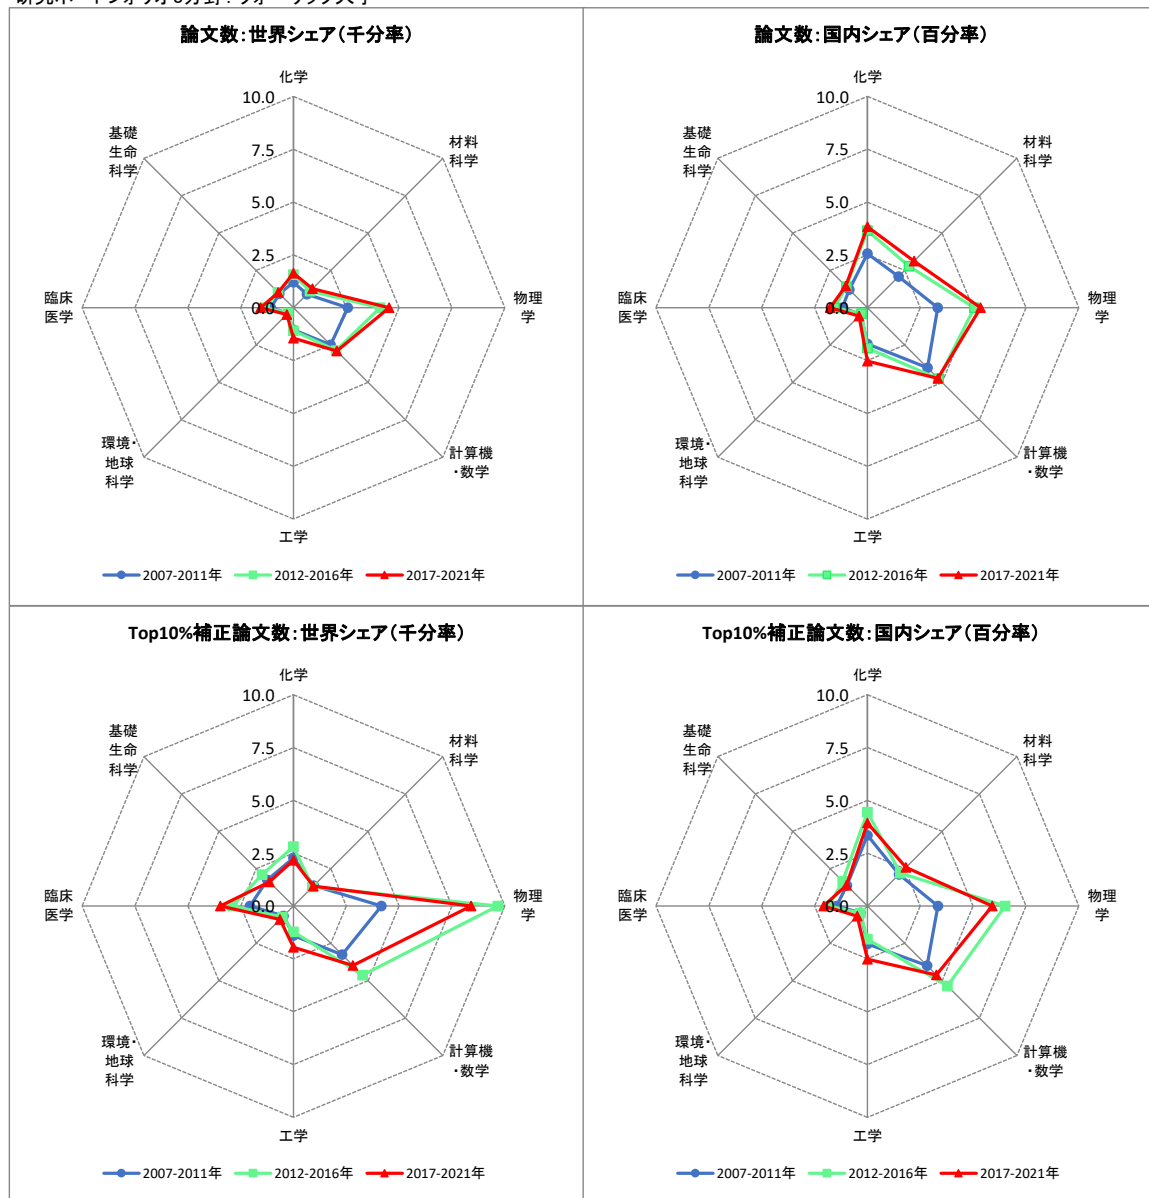 論文数:世界シェア(千分率)
化学
10.0
7.5
5.0
2.5
0.0
材料
科学
物理
学
計算機
・数学
工学
環境・
地球
科学
臨床
医学
基礎
生命
科学
2007-2011年 2012-2016年 2017-2021年
論文数:国内シェア(百分率)
化学
10.0
7.5
5.0
2.5
0.0
材料
科学
物理
学
計算機
・数学
工学
環境・
地球
科学
臨床
医学
基礎
生命
科学
2007-2011年 2012-2016年 2017-2021年
Top10%補正論文数:世界シェア(千分率)
化学
10.0
7.5
5.0
2.5
0.0
材料
科学
物理
学
計算機
・数学
工学
環境・
地球
科学
臨床
医学
基礎
生命
科学
2007-2011年 2012-2016年 2017-2021年
Top10%補正論文数:国内シェア(百分率)
化学
10.0
7.5
5.0
2.5
0.0
材料
科学
物理
学
計算機
・数学
工学
環境・
地球
科学
臨床
医学
基礎
生命
科学
2007-2011年 2012-2016年 2017-2021年